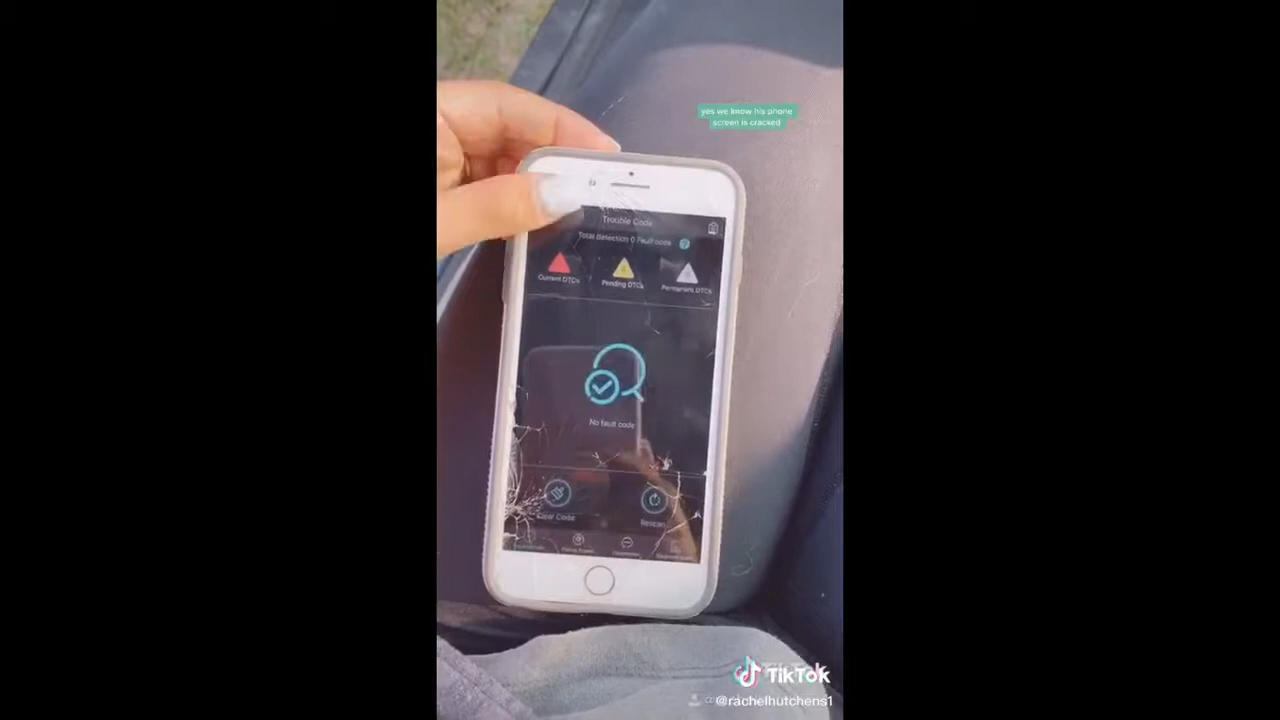 yes we know his phone
screen is cracked
Trouble Code
Total detection 0 Fault code
Current DTCs
Pending DTCs
Permanent DTCs
No fault code
Clear Code
Rescan
TikTok
@rachelhutchens1